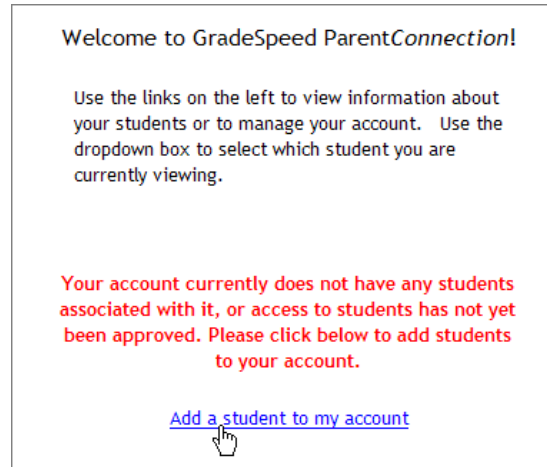 Welcome to GradeSpeed ParentConnection!
Use the links on the left to view information about
your students or to manage your account. Use the
dropdown box to select which student you are
currently viewing.
Your account currently does not have any students
associated with it, or access to students has not yet
been approved. Please click below to add students
to your account.
Add a student to my account